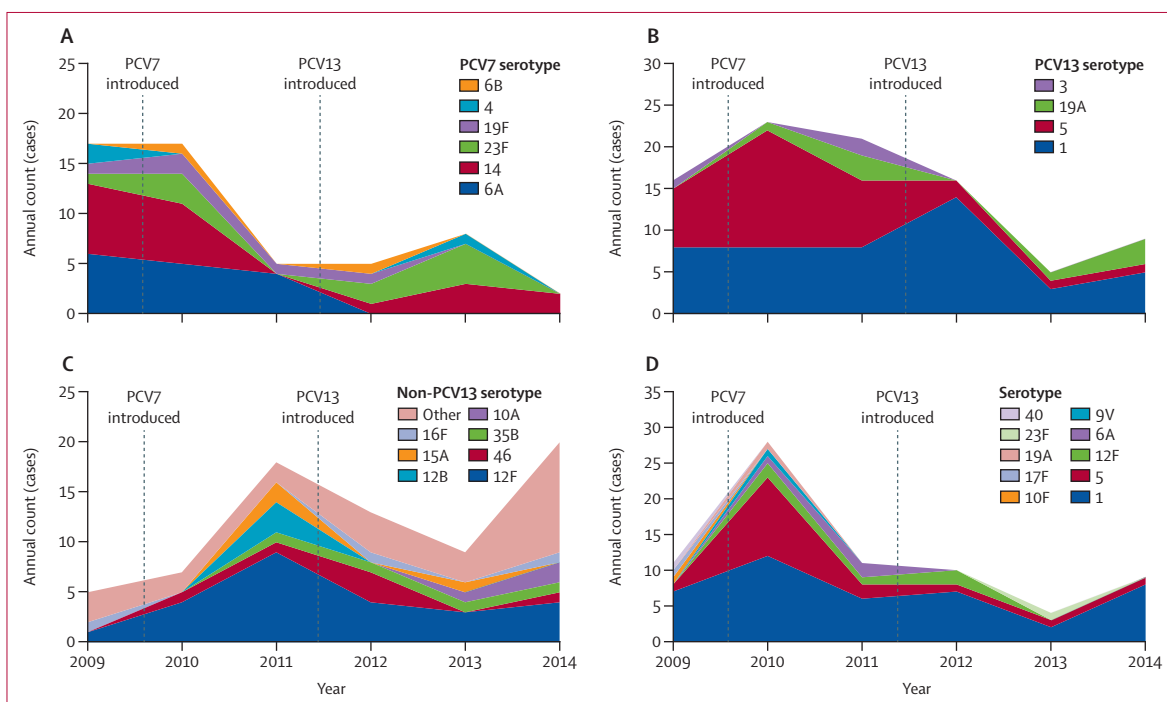 A
25
20
15
10
5
0
Annual count (cases)
PCV7
introduced
PCV13
introduced
PCV7 serotype
6B
4
19F
23F
14
6A
B
30
25
20
15
10
5
0
Annual count (cases)
PCV7
introduced
PCV13
introduced
PCV13 serotype
3
19A
5
1
C
25
20
15
10
5
0
Annual count (cases)
PCV7
introduced
PCV13
introduced
Non-PCV13 serotype
Other 10A
16F 35B
15A 46
12B 12F
2009 2010 2011 2012 2013 2014
Year
D
35
30
25
20
15
10
5
0
Annual count (cases)
PCV7
introduced
PCV13
introduced
Serotype
40 9V
23F 6A
19A 12F
17F 5
10F 1
2009 2010 2011 2012 2013 2014
Year